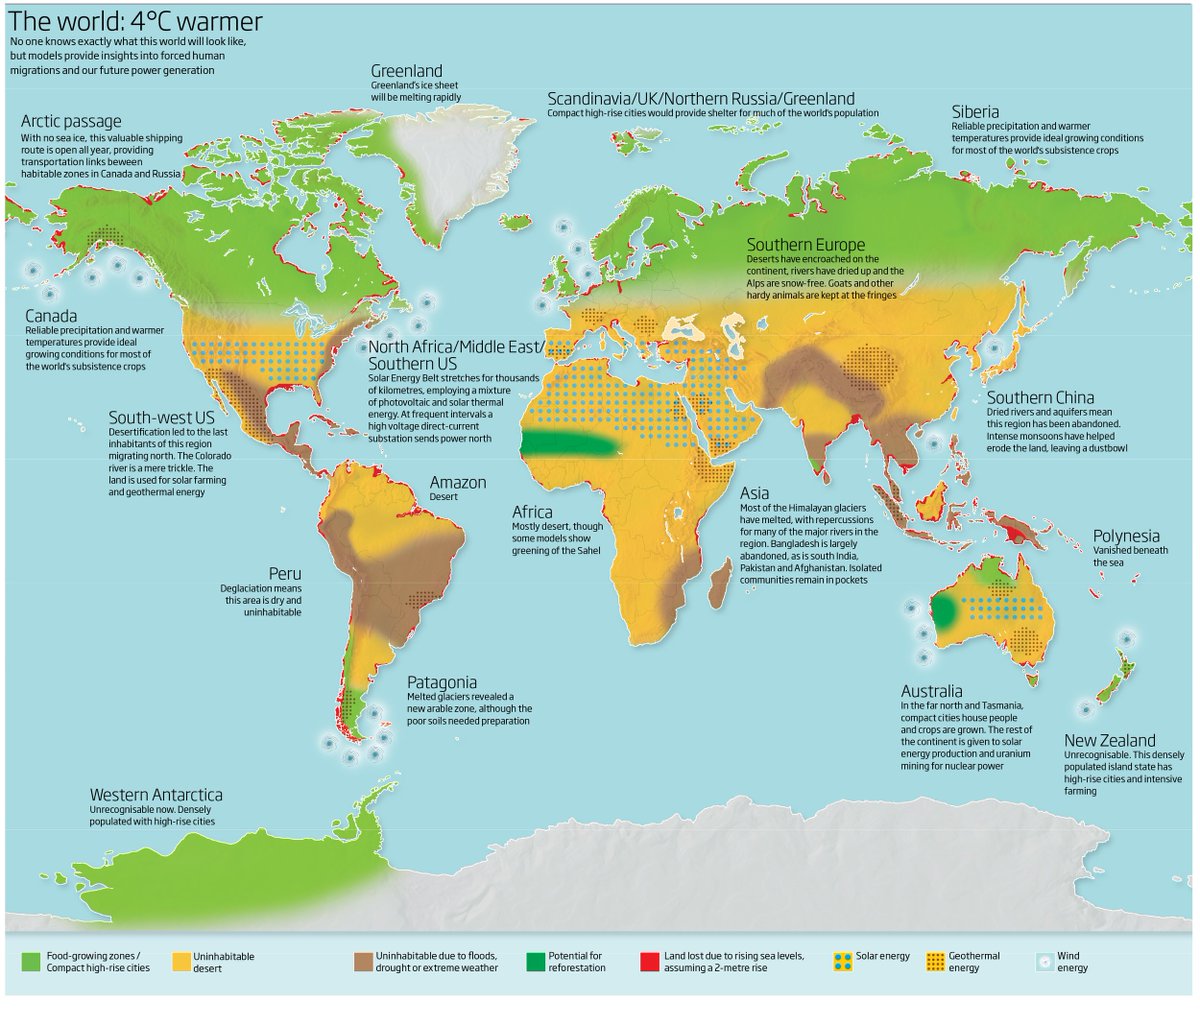 The world: 4°C warmer
No one knows exactly what this world will look like,
but models provide insights into forced human
migrations and our future power generation
Greenland
Greenland's ice sheet
will be melting rapidly
Scandinavia/UK/Northern Russia/Greenland
Compact high-rise cities would provide shelter for much of the world's population
Siberia
Reliable precipitation and warmer
temperatures provide ideal growing conditions
for most of the world's subsistence crops
Arctic passage
With no sea ice, this valuable shipping
route is open all year, providing
transportation links beween
habitable zones in Canada and Russia
Southern Europe
Deserts have encroached on the
continent, rivers have dried up and the
Alps are snow-free. Goats and other
hardy animals are kept at the fringes
Canada
Reliable precipitation and warmer
temperatures provide ideal
growing conditions for most of
the world's subsistence crops
North Africa/Middle East/
Southern US
Solar Energy Belt stretches for thousands
of kilometres, employing a mixture
of photovoltaic and solar thermal
energy. At frequent intervals a
high voltage direct-current
substation sends power north
South-west US
Desertification led to the last
inhabitants of this region
migrating north. The Colorado
river is a mere trickle. The
land is used for solar farming
and geothermal energy
Southern China
Dried rivers and aquifers mean
this region has been abandoned.
Intense monsoons have helped
erode the land, leaving a dustbowl
Amazon
Desert
Africa
Mostly desert, though
some models show
greening of the Sahel
Asia
Most of the Himalayan glaciers
have melted, with repercussions
for many of the major rivers in the
region. Bangladesh is largely
abandoned, as is south India,
Pakistan and Afghanistan. Isolated
communities remain in pockets
Polynesia
Vanished beneath
the sea
Peru
Deglaciation means
this area is dry and
uninhabitable
Patagonia
Melted glaciers revealed a
new arable zone, although the
poor soils needed preparation
Australia
In the far north and Tasmania,
compact cities house people
and crops are grown. The rest of
the continent is given to solar
energy production and uranium
mining for nuclear power
New Zealand
Unrecognisable. This densely
populated island state has
high-rise cities and intensive
farming
Western Antarctica
Unrecognisable now. Densely
populated with high-rise cities
Food-growing zones /
Compact high-rise cities
Uninhabitable
desert
Uninhabitable due to floods,
drought or extreme weather
Potential for
reforestation
Land lost due to rising sea levels,
assuming a 2-metre rise
Solar energy
Geothermal
energy
Wind
energy